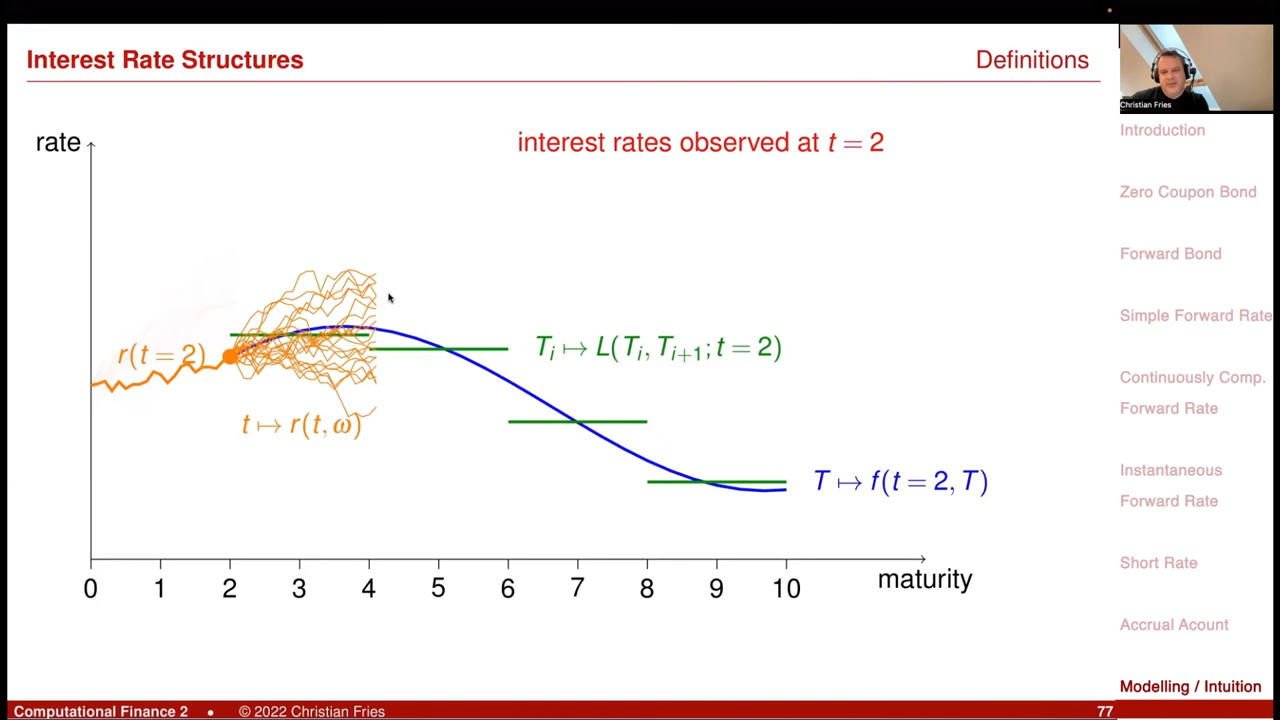 Interest Rate Structures
Definitions
Christian Fries
rate
interest rates observed at t = 2
r(t = 2)
Tᵢ ↦ L(Tᵢ, Tᵢ₊₁; t = 2)
t ↦ r(t, ω)
T ↦ f(t = 2, T)
0 1 2 3 4 5 6 7 8 9 10
maturity
Introduction
Zero Coupon Bond
Forward Bond
Simple Forward Rate
Continuously Comp.
Forward Rate
Instantaneous
Forward Rate
Short Rate
Accrual Acount
Modelling / Intuition
Computational Finance 2 • © 2022 Christian Fries
77